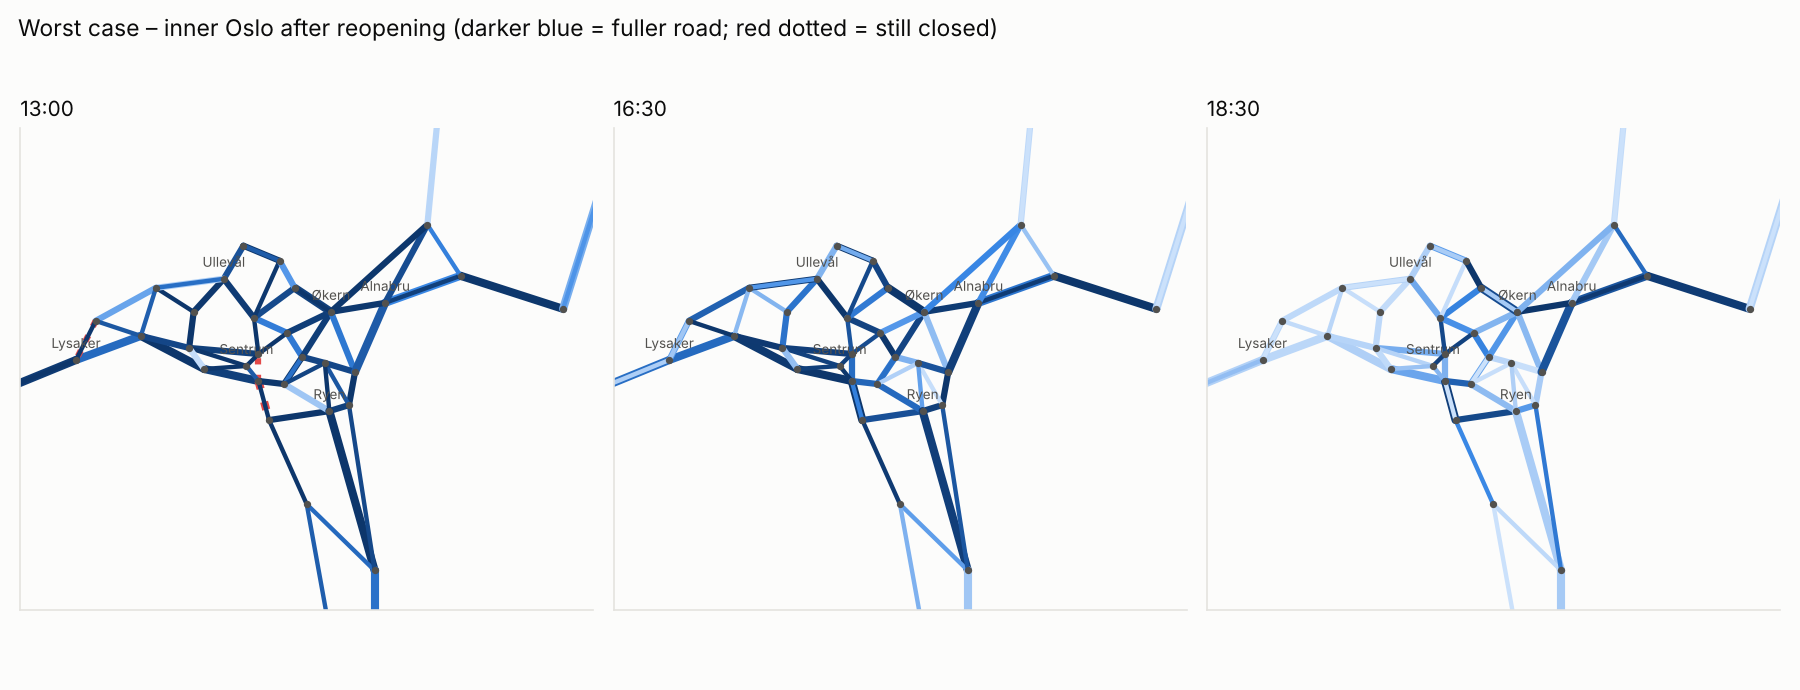 Worst case – inner Oslo after reopening (darker blue = fuller road; red dotted = still closed)
13:00
16:30
18:30
Ullevål
Økern
Alnabru
Lysaker
Sentrum
Ryen
Ullevål
Økern
Alnabru
Lysaker
Sentrum
Ryen
Ullevål
Økern
Alnabru
Lysaker
Sentrum
Ryen